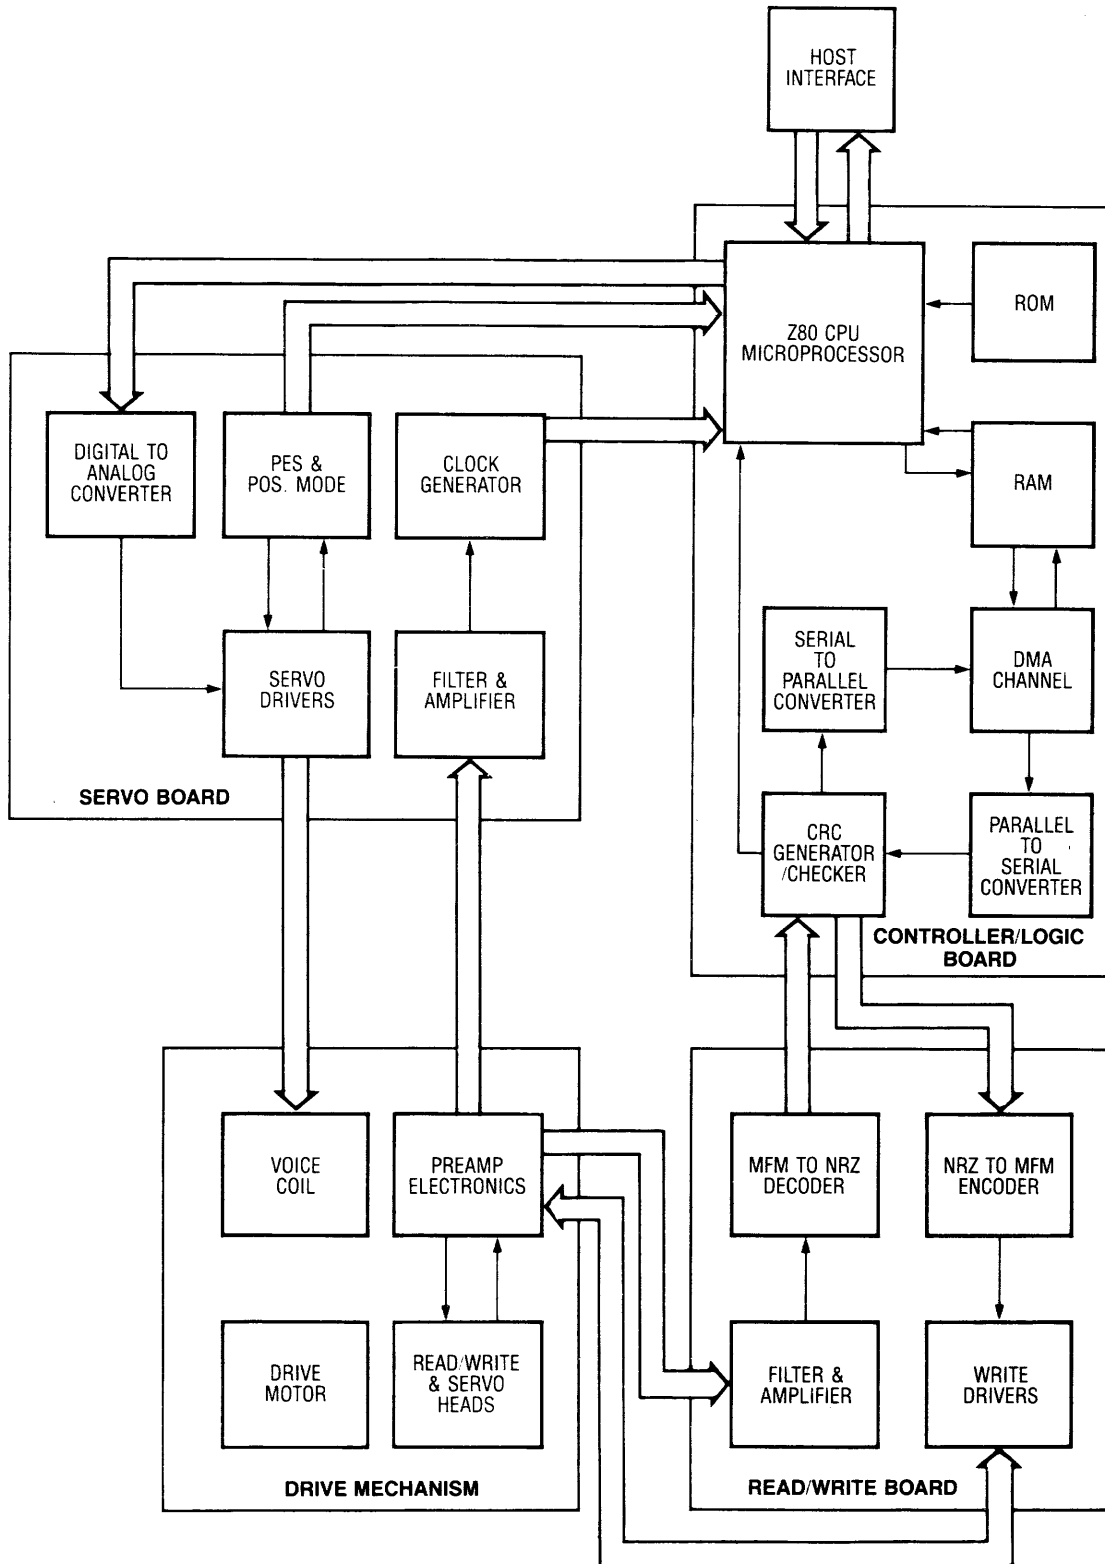 HOST
INTERFACE
Z80 CPU
MICROPROCESSOR
ROM
DIGITAL TO
ANALOG
CONVERTER
PES &
POS. MODE
CLOCK
GENERATOR
RAM
SERVO
DRIVERS
FILTER &
AMPLIFIER
SERIAL
TO
PARALLEL
CONVERTER
DMA
CHANNEL
SERVO BOARD
CRC
GENERATOR
/CHECKER
PARALLEL
TO
SERIAL
CONVERTER
CONTROLLER/LOGIC
BOARD
VOICE
COIL
PREAMP
ELECTRONICS
MFM TO NRZ
DECODER
NRZ TO MFM
ENCODER
DRIVE
MOTOR
READ/WRITE
& SERVO
HEADS
FILTER &
AMPLIFIER
WRITE
DRIVERS
DRIVE MECHANISM
READ/WRITE BOARD